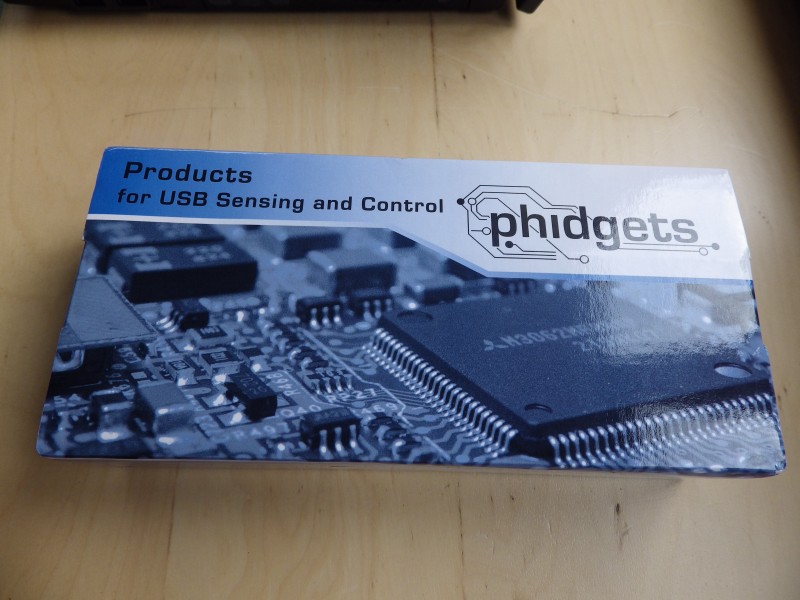 Products
for USB Sensing and Control
phidgets